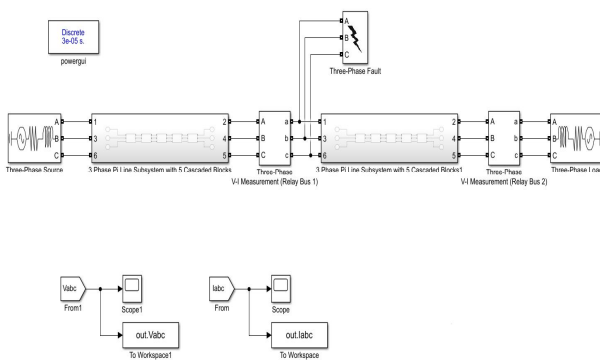 Discrete
3e-05 s.
powergui
A
B
C
Three-Phase Fault
A
B
C
Three-Phase Source
1
3
6
2
4
5
3 Phase Pi Line Subsystem with 5 Cascaded Blocks
A
B
C
a
b
c
Three-Phase
V-I Measurement (Relay Bus 1)
1
3
6
2
4
5
3 Phase Pi Line Subsystem with 5 Cascaded Blocks1
A
B
C
a
b
c
Three-Phase
V-I Measurement (Relay Bus 2)
A
B
C
Three-Phase Loa
Vabc
From1
Scope1
out.Vabc
To Workspace1
Iabc
From
Scope
out.Iabc
To Workspace